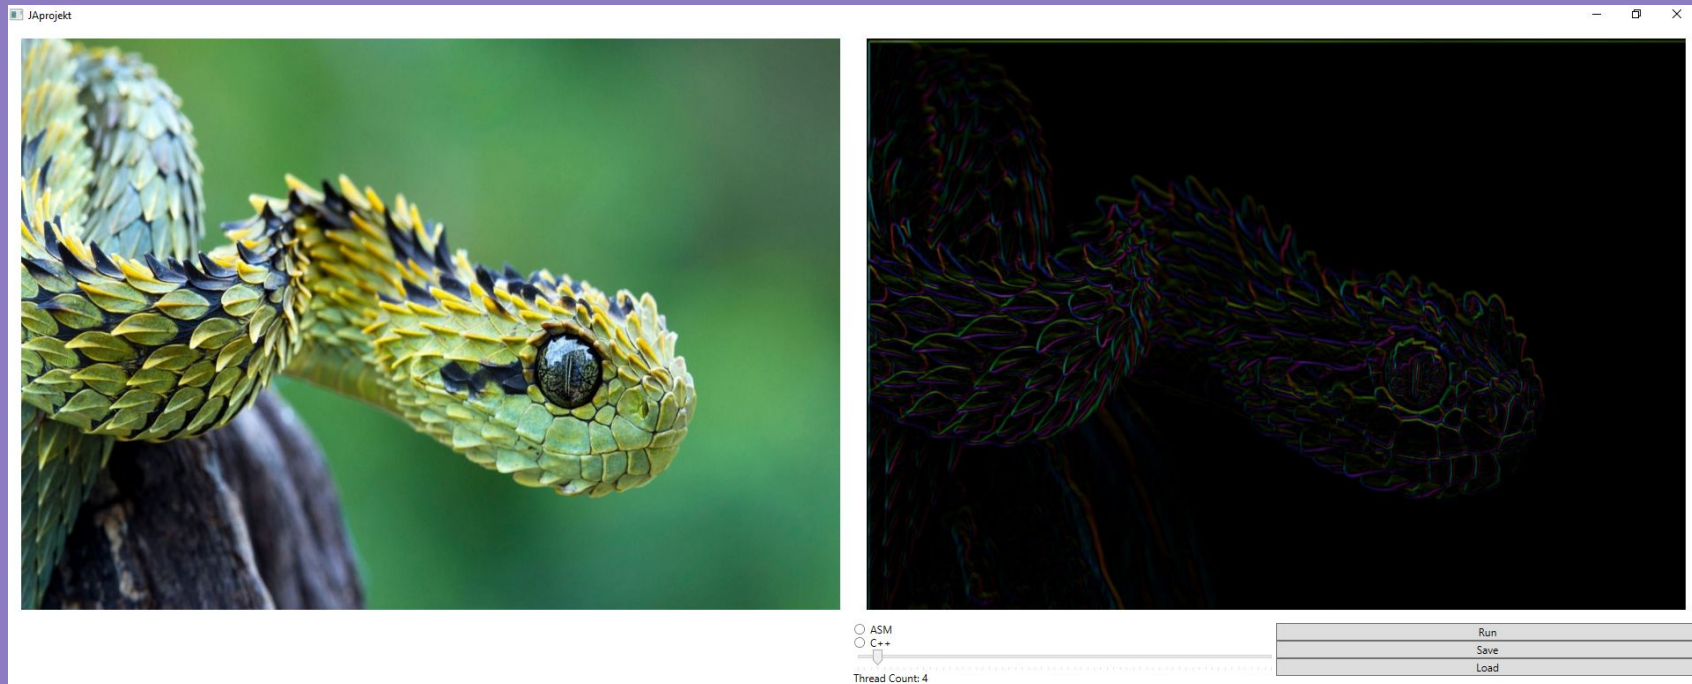 JAprojekt
ASM
C++
Thread Count: 4
Run
Save
Load